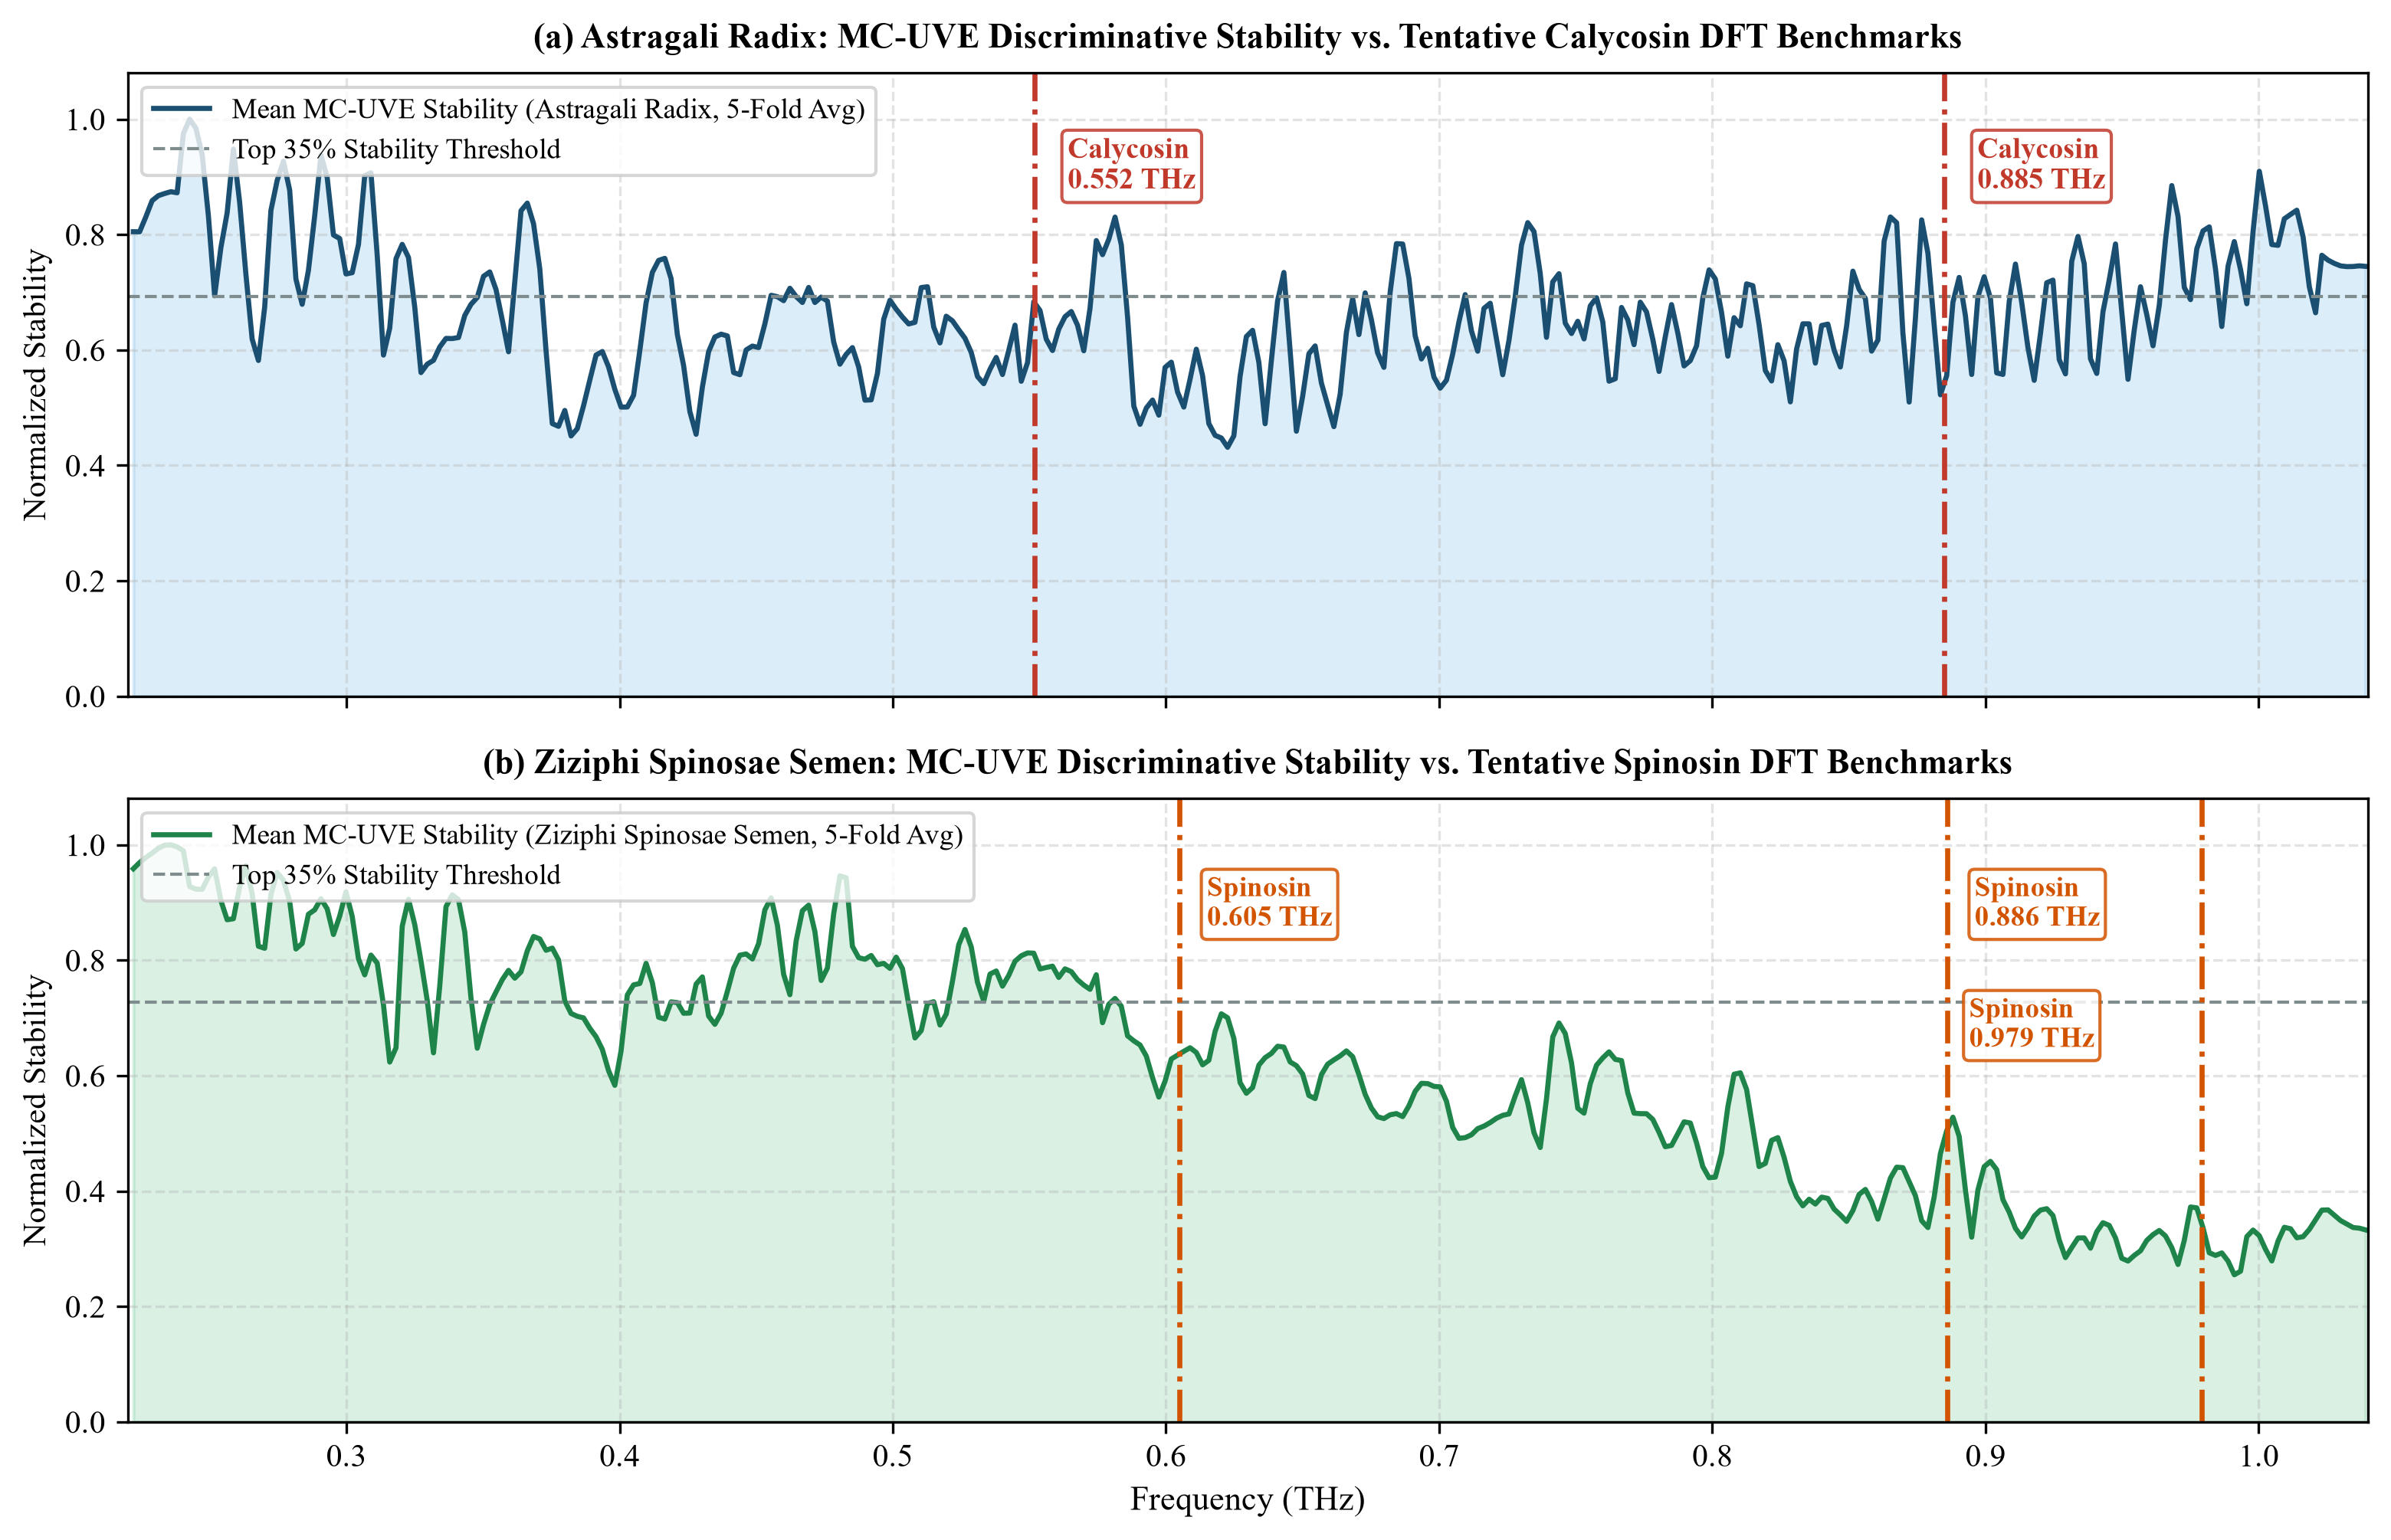 (a) Astragali Radix: MC-UVE Discriminative Stability vs. Tentative Calycosin DFT Benchmarks
Mean MC-UVE Stability (Astragali Radix, 5-Fold Avg)
Top 35% Stability Threshold
Calycosin
0.552 THz
Calycosin
0.885 THz
Normalized Stability
1.0
0.8
0.6
0.4
0.2
0.0
(b) Ziziphi Spinosae Semen: MC-UVE Discriminative Stability vs. Tentative Spinosin DFT Benchmarks
Mean MC-UVE Stability (Ziziphi Spinosae Semen, 5-Fold Avg)
Top 35% Stability Threshold
Spinosin
0.605 THz
Spinosin
0.886 THz
Spinosin
0.979 THz
Normalized Stability
1.0
0.8
0.6
0.4
0.2
0.0
0.3 0.4 0.5 0.6 0.7 0.8 0.9 1.0
Frequency (THz)